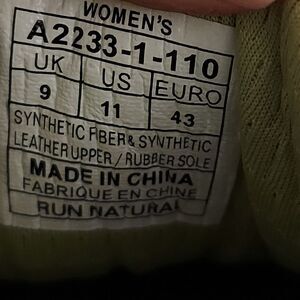 WOMEN'S
A2233-1-110
UK US EURO
9 11 43
SYNTHETIC FIBER & SYNTHETIC
LEATHER UPPER / RUBBER SOLE
MADE IN CHINA
FABRIQUE EN CHINE
RUN NATURAL